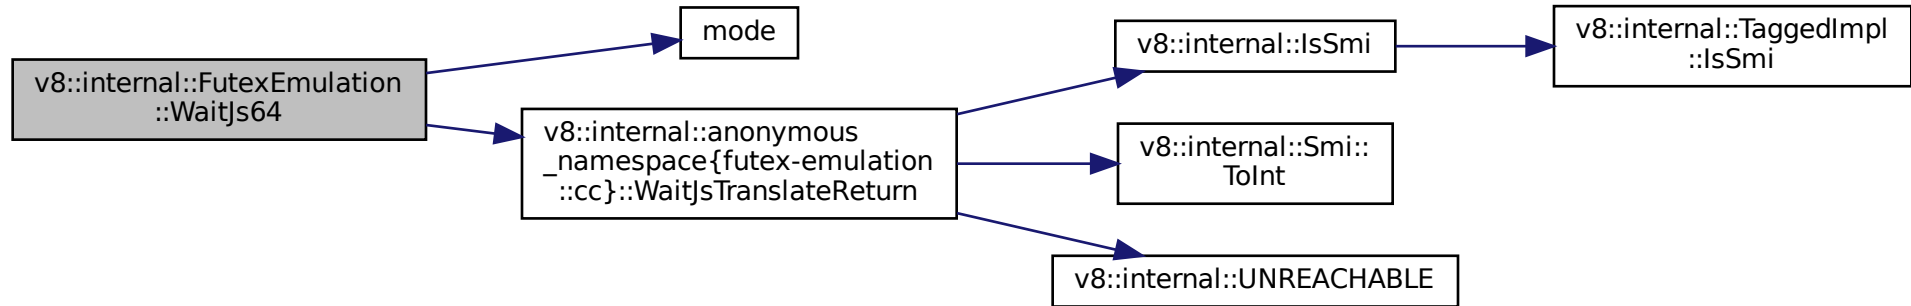 v8::internal::FutexEmulation
::WaitJs64
mode
v8::internal::anonymous
_namespace{futex-emulation
::cc}::WaitJsTranslateReturn
v8::internal::IsSmi
v8::internal::TaggedImpl
::IsSmi
v8::internal::Smi::
ToInt
v8::internal::UNREACHABLE